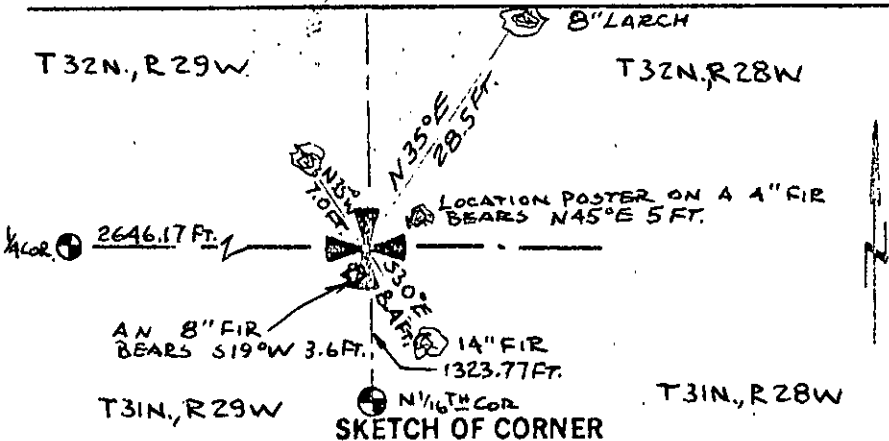 8" LARCH
T32N., R29W.
T32N., R28W
N35°E
28.5 FT.
N35°W
7.0 FT.
LOCATION POSTER ON A 4" FIR
BEARS N45°E 5 FT.
1/4 COR. 2646.17 FT.
S30°E
8.4 FT.
AN 8" FIR
BEARS S19°W 3.6 FT.
14" FIR
1323.77 FT.
T31N., R29W
N 1/16TH COR
T31N., R28W
SKETCH OF CORNER